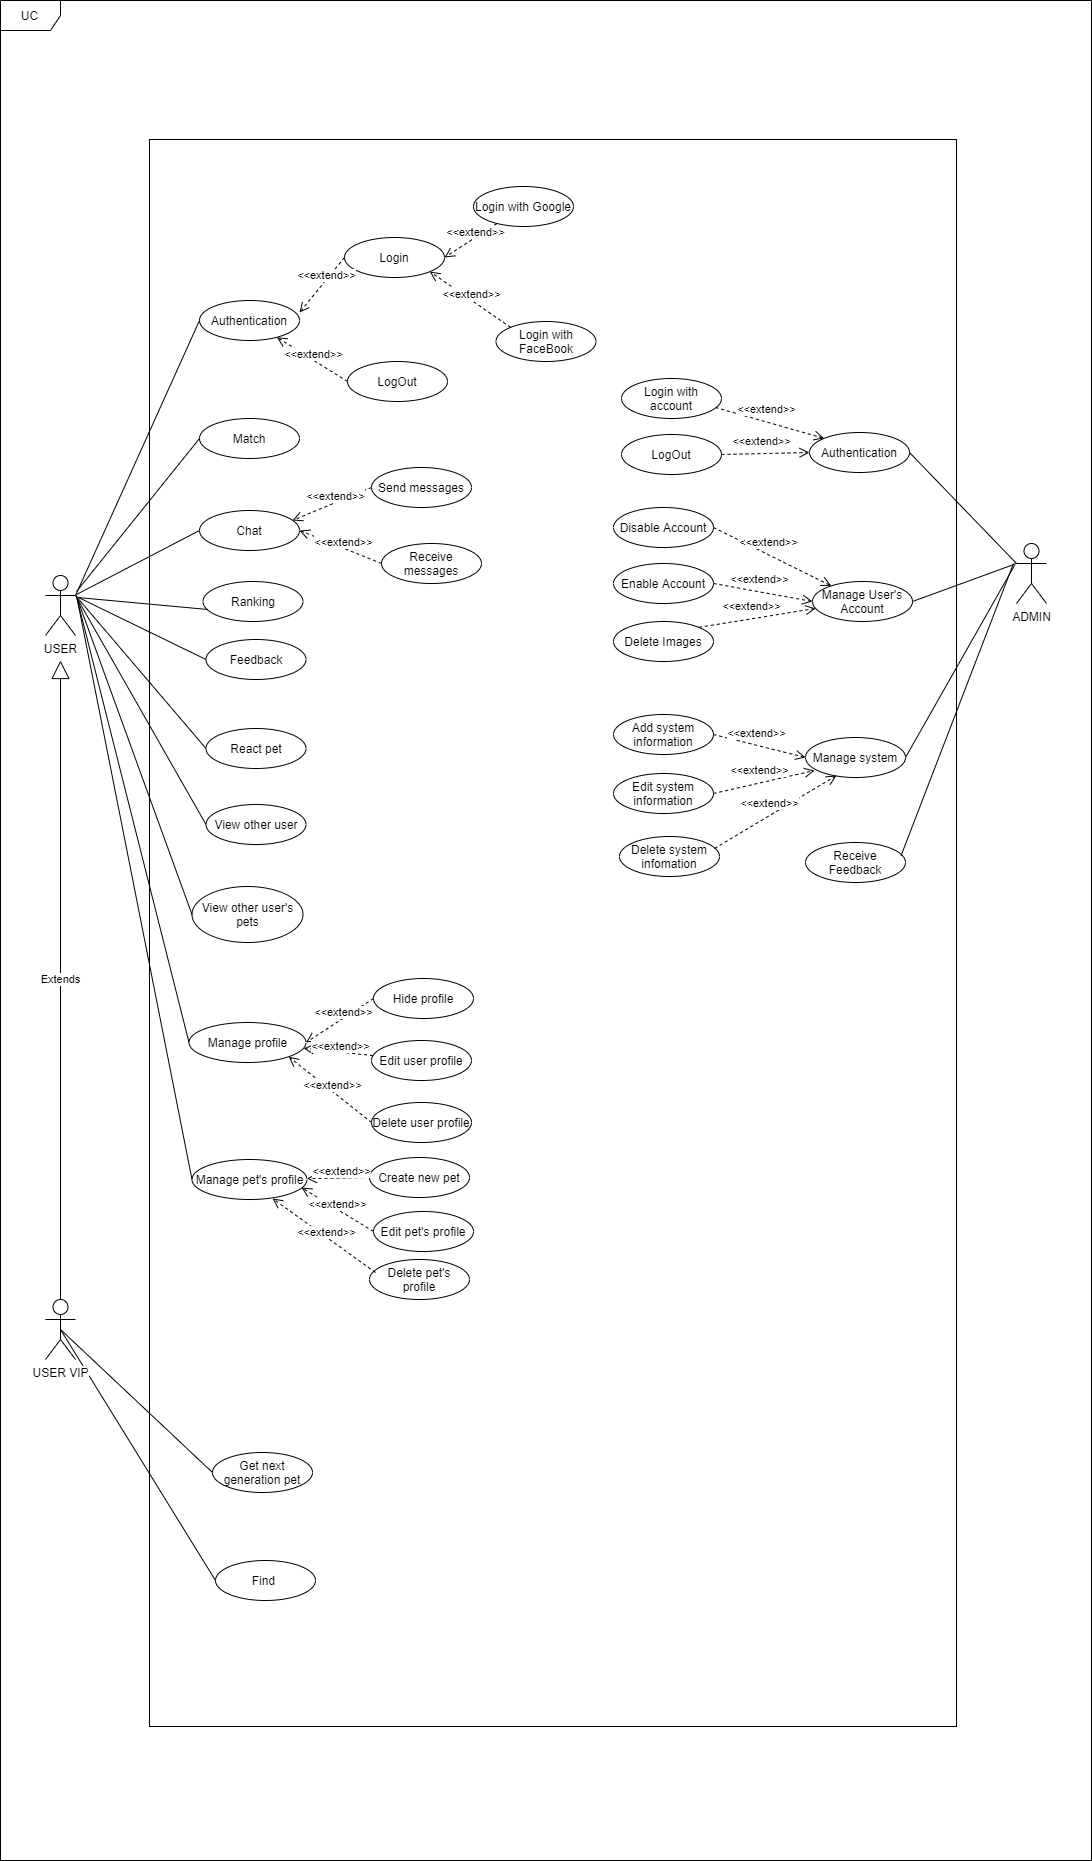 UC
Login with Google
<<extend>>
Login
<<extend>>
<<extend>>
Authentication
Login with
FaceBook
<<extend>>
LogOut
Match
Send messages
<<extend>>
Chat
<<extend>>
Receive
messages
Ranking
USER
Feedback
React pet
View other user
View other user's
pets
Extends
Hide profile
<<extend>>
Manage profile
<<extend>>
Edit user profile
<<extend>>
Delete user profile
Manage pet's profile
<<extend>>
Create new pet
<<extend>>
Edit pet's profile
<<extend>>
Delete pet's
profile
USER VIP
Get next
generation pet
Find
Login with
account
<<extend>>
LogOut
<<extend>>
Authentication
Disable Account
<<extend>>
Enable Account
<<extend>>
Manage User's
Account
<<extend>>
Delete Images
ADMIN
Add system
information
<<extend>>
Manage system
Edit system
information
<<extend>>
<<extend>>
Delete system
infomation
Receive
Feedback